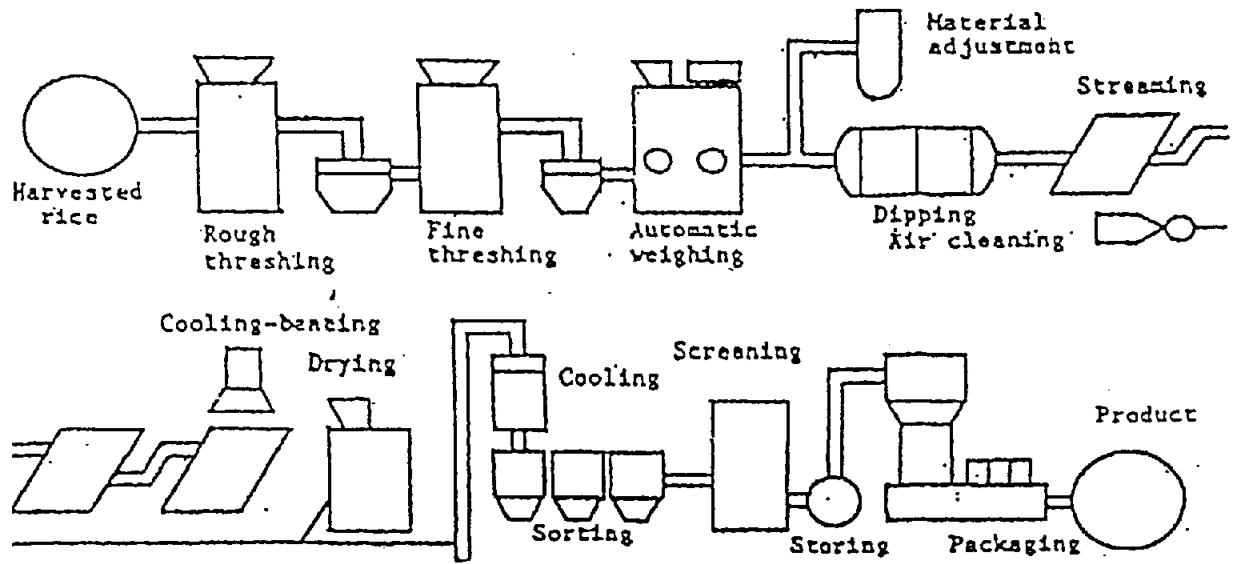 Material
adjustment
Streaming
Harvested
rice
Rough
thrashing
Fine
threshing
Automatic
weighing
Dipping
Air cleaning
Cooling-beating
Drying
Cooling
Screening
Sorting
Storing
Packaging
Product